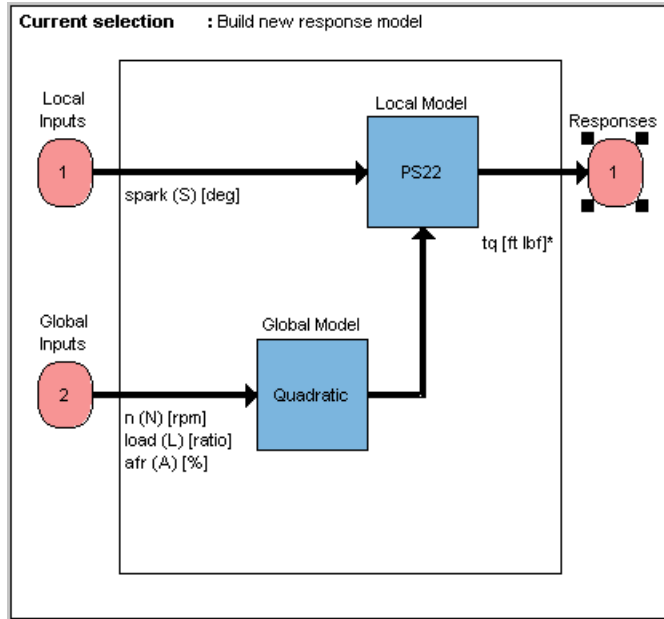 Current selection : Build new response model
Local
Inputs
Local Model
Responses
1
PS22
1
spark (S) [deg]
tq [ft lbf]*
Global
Inputs
Global Model
2
Quadratic
n (N) [rpm]
load (L) [ratio]
afr (A) [%]